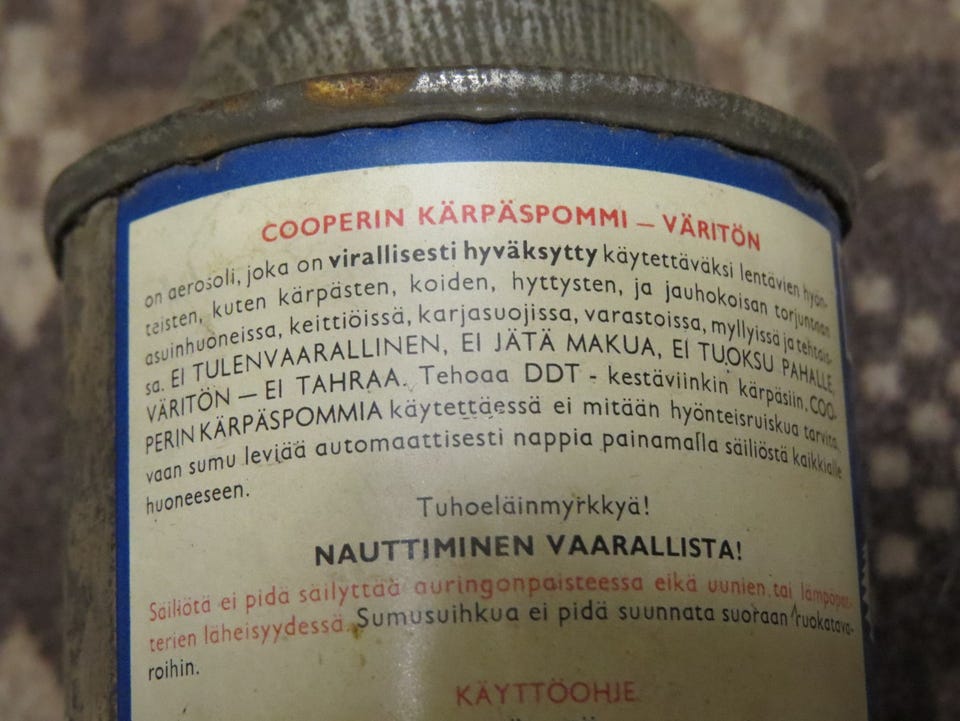 COOPERIN KÄRPÄSPOMMI — VÄRITÖN
on aerosoli, joka on virallisesti hyväksytty käytettäväksi lentävien hyön-
teisten, kuten kärpästen, koiden, hyttysten, ja jauhokoisan torjuntaan
asuinhuoneissa, keittiöissä, karjasuojissa, varastoissa, myllyissä ja tehtais-
sa. EI TULENVAARALLINEN, EI JÄTÄ MAKUA, EI TUOKSU PAHALLE,
VÄRITÖN — EI TAHRAA. Tehoaa DDT - kestäviinkin kärpäsiin. COO-
PERIN KÄRPÄSPOMMIA käytettäessä ei mitään hyönteisruiskua tarvita,
vaan sumu leviää automaattisesti nappia painamalla säiliöstä kaikkialle
huoneeseen.
Tuhoeläinmyrkkyä!
NAUTTIMINEN VAARALLISTA!
Säiliötä ei pidä säilyttää auringonpaisteessa eikä uunien tai lämpöpat-
terien läheisyydessä. Sumusuihkua ei pidä suunnata suoraan ruokatava-
roihin.
KÄYTTÖOHJE